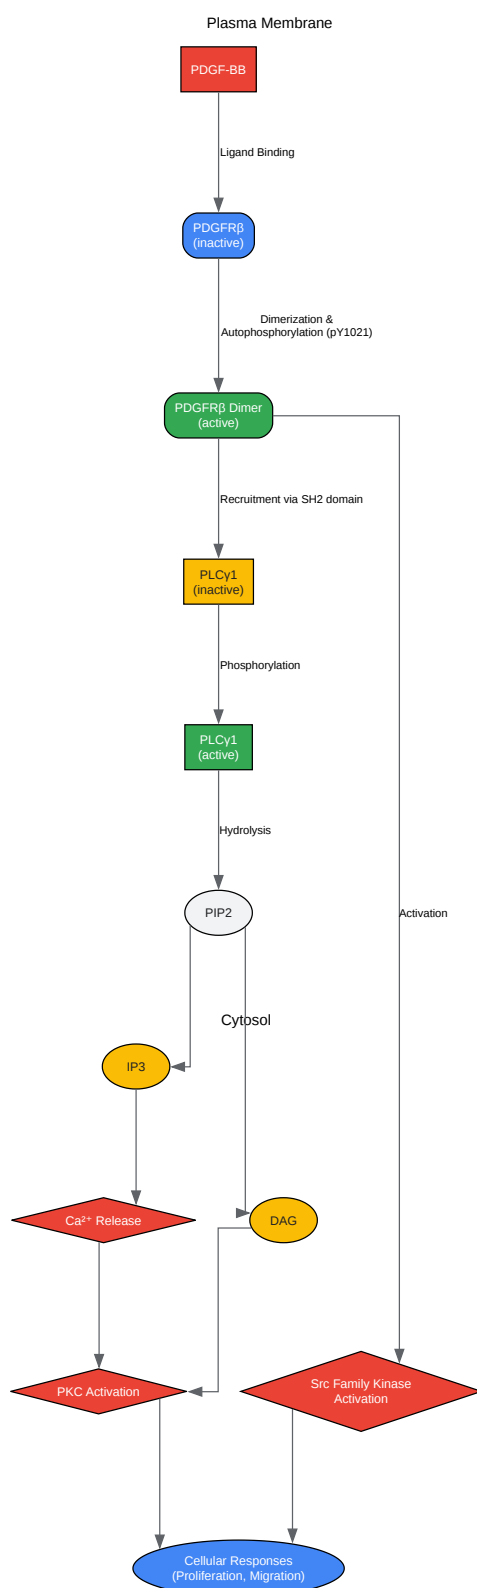 Plasma Membrane
PDGF-BB
Ligand Binding
PDGFRβ
(inactive)
Dimerization &
Autophosphorylation (pY1021)
PDGFRβ Dimer
(active)
Recruitment via SH2 domain
PLCγ1
(inactive)
Phosphorylation
PLCγ1
(active)
Hydrolysis
PIP2
Activation
Cytosol
IP3
Ca²⁺ Release
DAG
PKC Activation
Src Family Kinase
Activation
Cellular Responses
(Proliferation, Migration)